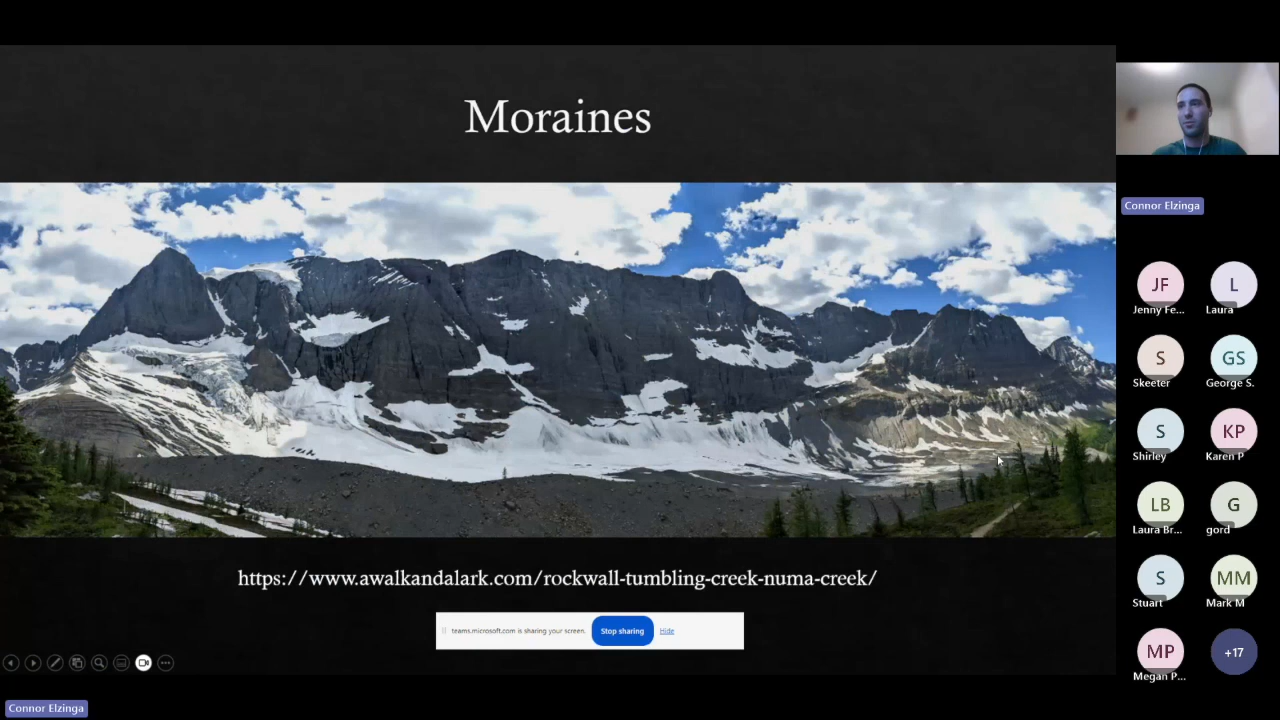 Moraines
https://www.awalkandalark.com/rockwall-tumbling-creek-numa-creek/
teams.microsoft.com is sharing your screen. Stop sharing Hide
Connor Elzinga
Connor Elzinga
JF L
Jenny Fe... Laura
S GS
Skeeter George S.
S KP
Shirley Karen P
LB G
Laura Br... gord
S MM
Stuart Mark M
MP +17
Megan P...